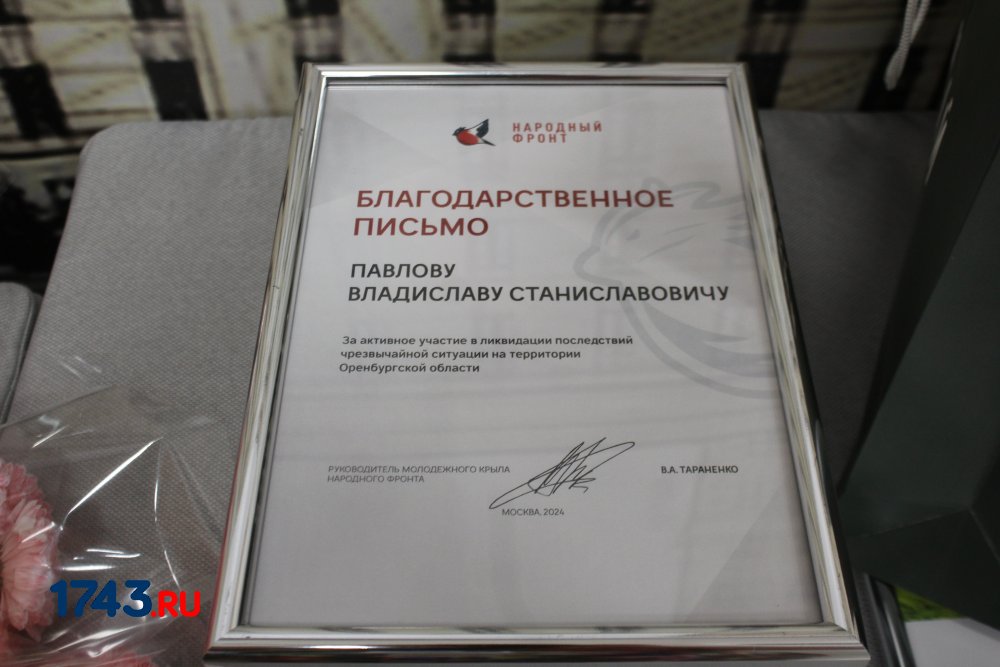 НАРОДНЫЙ
ФРОНТ
БЛАГОДАРСТВЕННОЕ
ПИСЬМО
ПАВЛОВУ
ВЛАДИСЛАВУ СТАНИСЛАВОВИЧУ
За активное участие в ликвидации последствий
чрезвычайной ситуации на территории
Оренбургской области
РУКОВОДИТЕЛЬ МОЛОДЕЖНОГО КРЫЛА
НАРОДНОГО ФРОНТА
В.А. ТАРАНЕНКО
МОСКВА, 2024
1743.RU